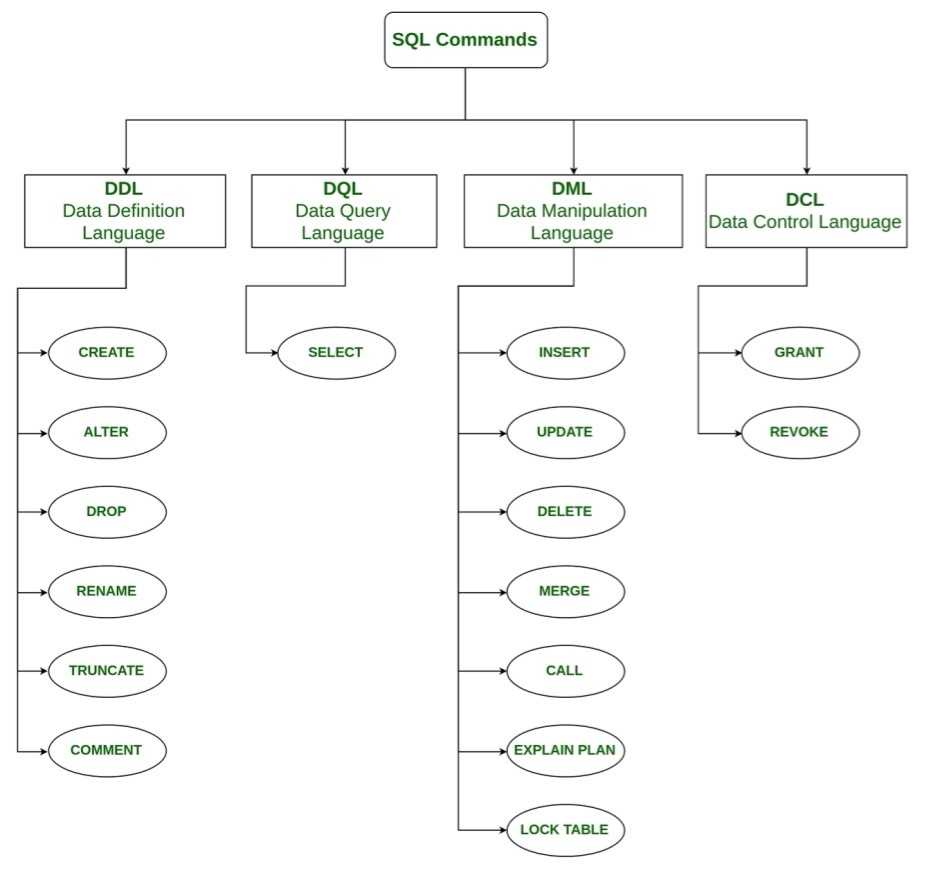 SQL Commands
DDL
Data Definition
Language
DQL
Data Query
Language
DML
Data Manipulation
Language
DCL
Data Control Language
CREATE
ALTER
DROP
RENAME
TRUNCATE
COMMENT
SELECT
INSERT
UPDATE
DELETE
MERGE
CALL
EXPLAIN PLAN
LOCK TABLE
GRANT
REVOKE